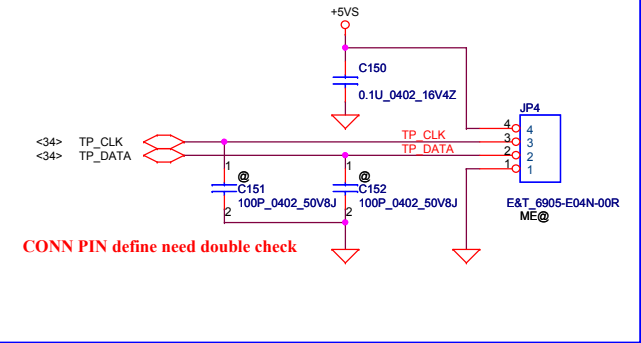 +5VS
C150
0.1U_0402_16V4Z
JP4
<34> TP_CLK
<34> TP_DATA
TP_CLK
TP_DATA
4
3
2
1
4
3
2
1
1
@
C151
100P_0402_50V8J
2
1
@
C152
100P_0402_50V8J
2
E&T_6905-E04N-00R
ME@
CONN PIN define need double check